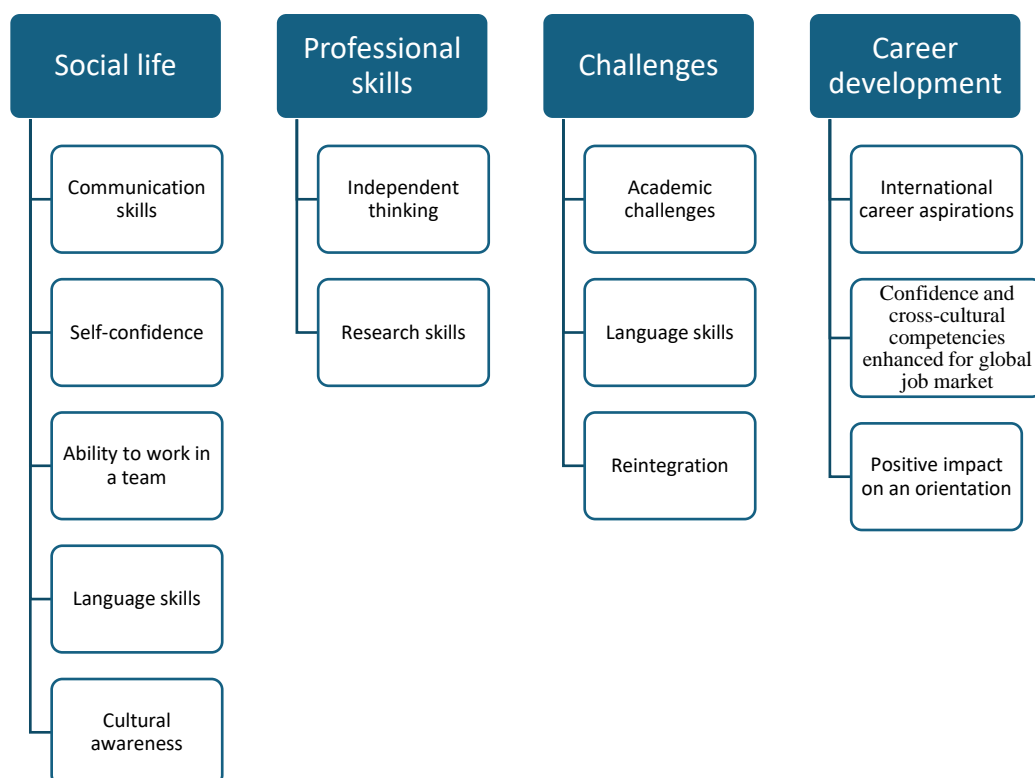 Social life
Communication
skills
Self-confidence
Ability to work in
a team
Language skills
Cultural
awareness
Professional
skills
Independent
thinking
Research skills
Challenges
Academic
challenges
Language skills
Reintegration
Career
development
International
career aspirations
Confidence and
cross-cultural
competencies
enhanced for global
job market
Positive impact
on an orientation